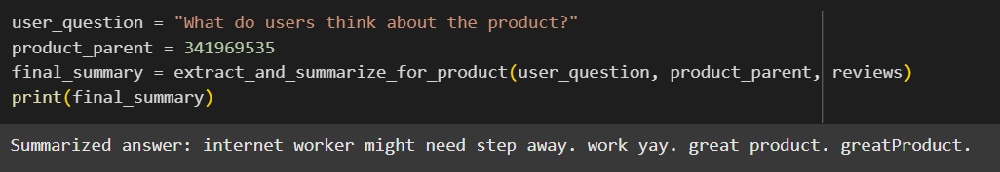 user_question = "What do users think about the product?"
product_parent = 341969535
final_summary = extract_and_summarize_for_product(user_question, product_parent, reviews)
print(final_summary)
Summarized answer: internet worker might need step away. work yay. great product. greatProduct.